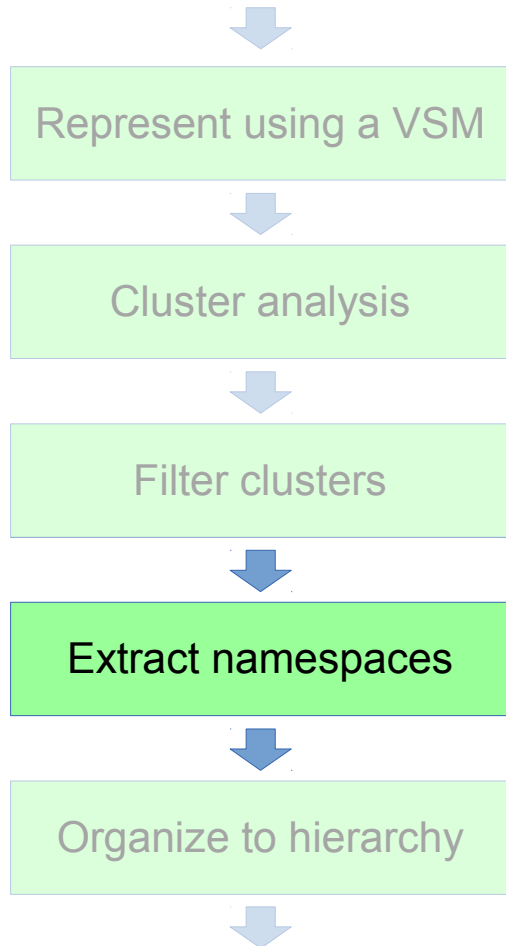 Represent using a VSM
Cluster analysis
Filter clusters
Extract namespaces
Organize to hierarchy